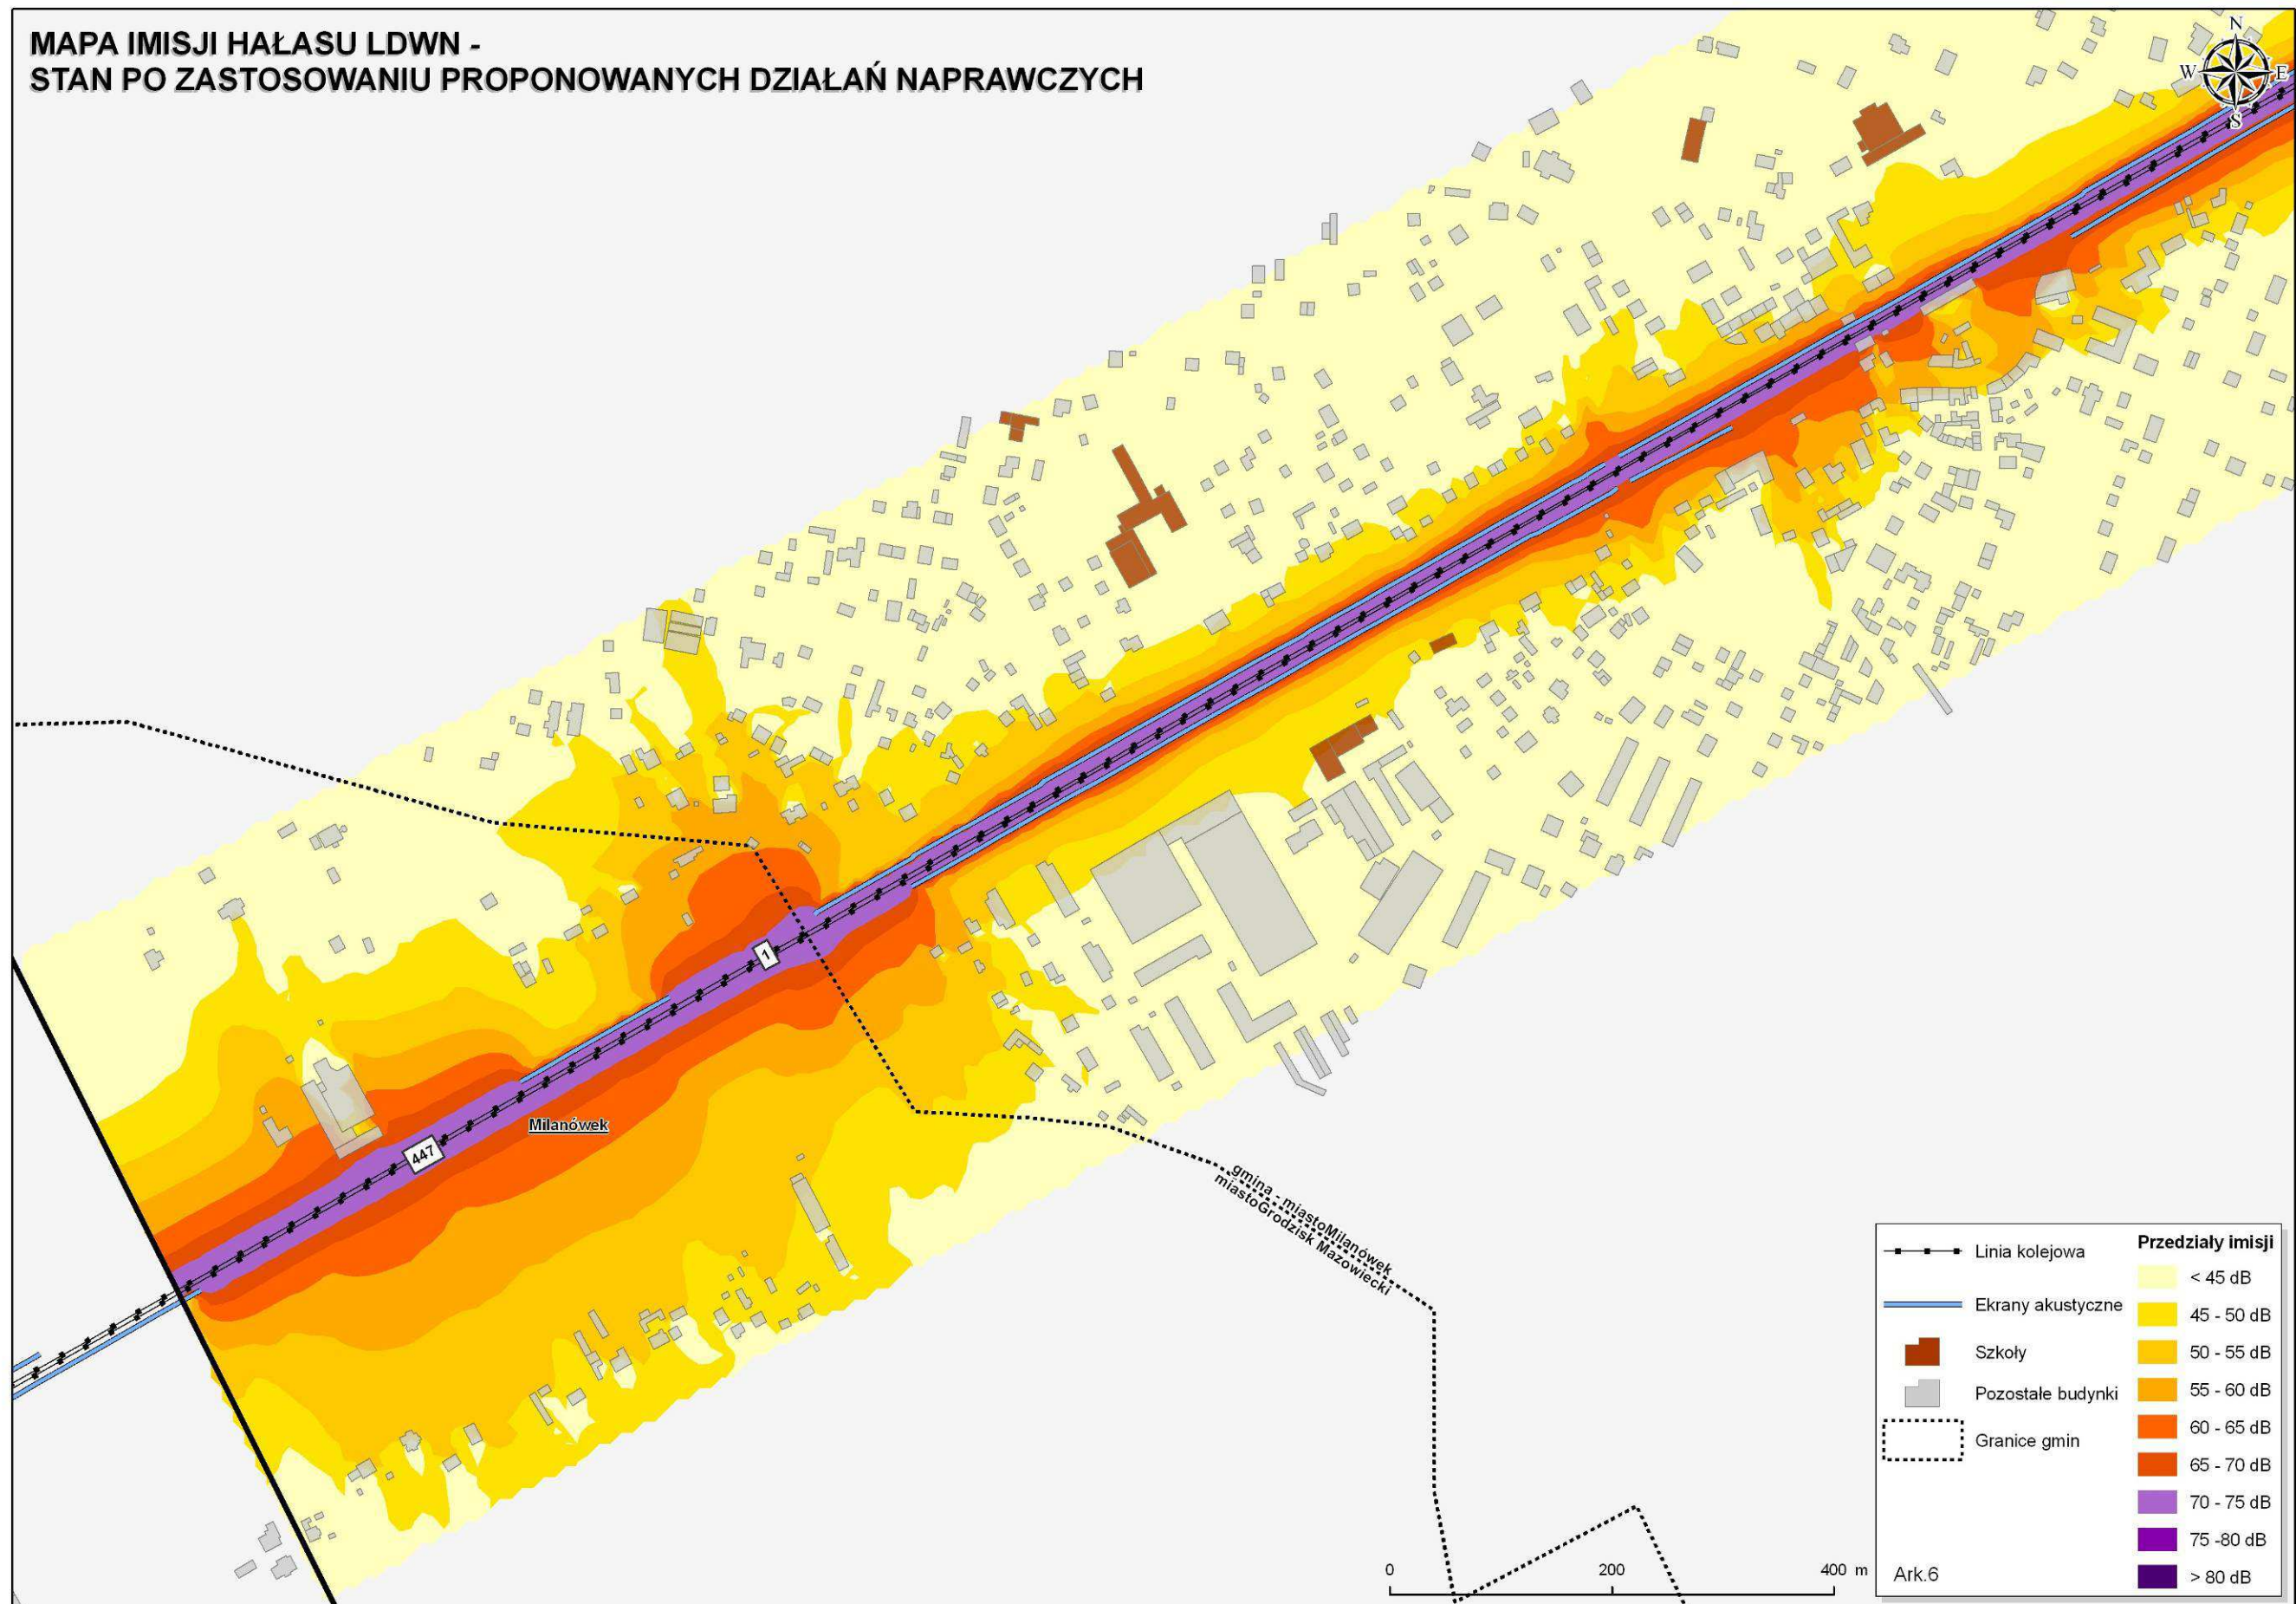 MAPA IMISJI HAŁASU LDWN -
STAN PO ZASTOSOWANIU PROPONOWANYCH DZIAŁAŃ NAPRAWCZYCH
N
W E
S
1
447
Milanówek
gmina - miastoMilanówek
miastoGrodzisk Mazowiecki
0 200 400 m
Linia kolejowa
Ekrany akustyczne
Szkoły
Pozostałe budynki
Granice gmin
Ark.6
Przedziały imisji
< 45 dB
45 - 50 dB
50 - 55 dB
55 - 60 dB
60 - 65 dB
65 - 70 dB
70 - 75 dB
75 -80 dB
> 80 dB